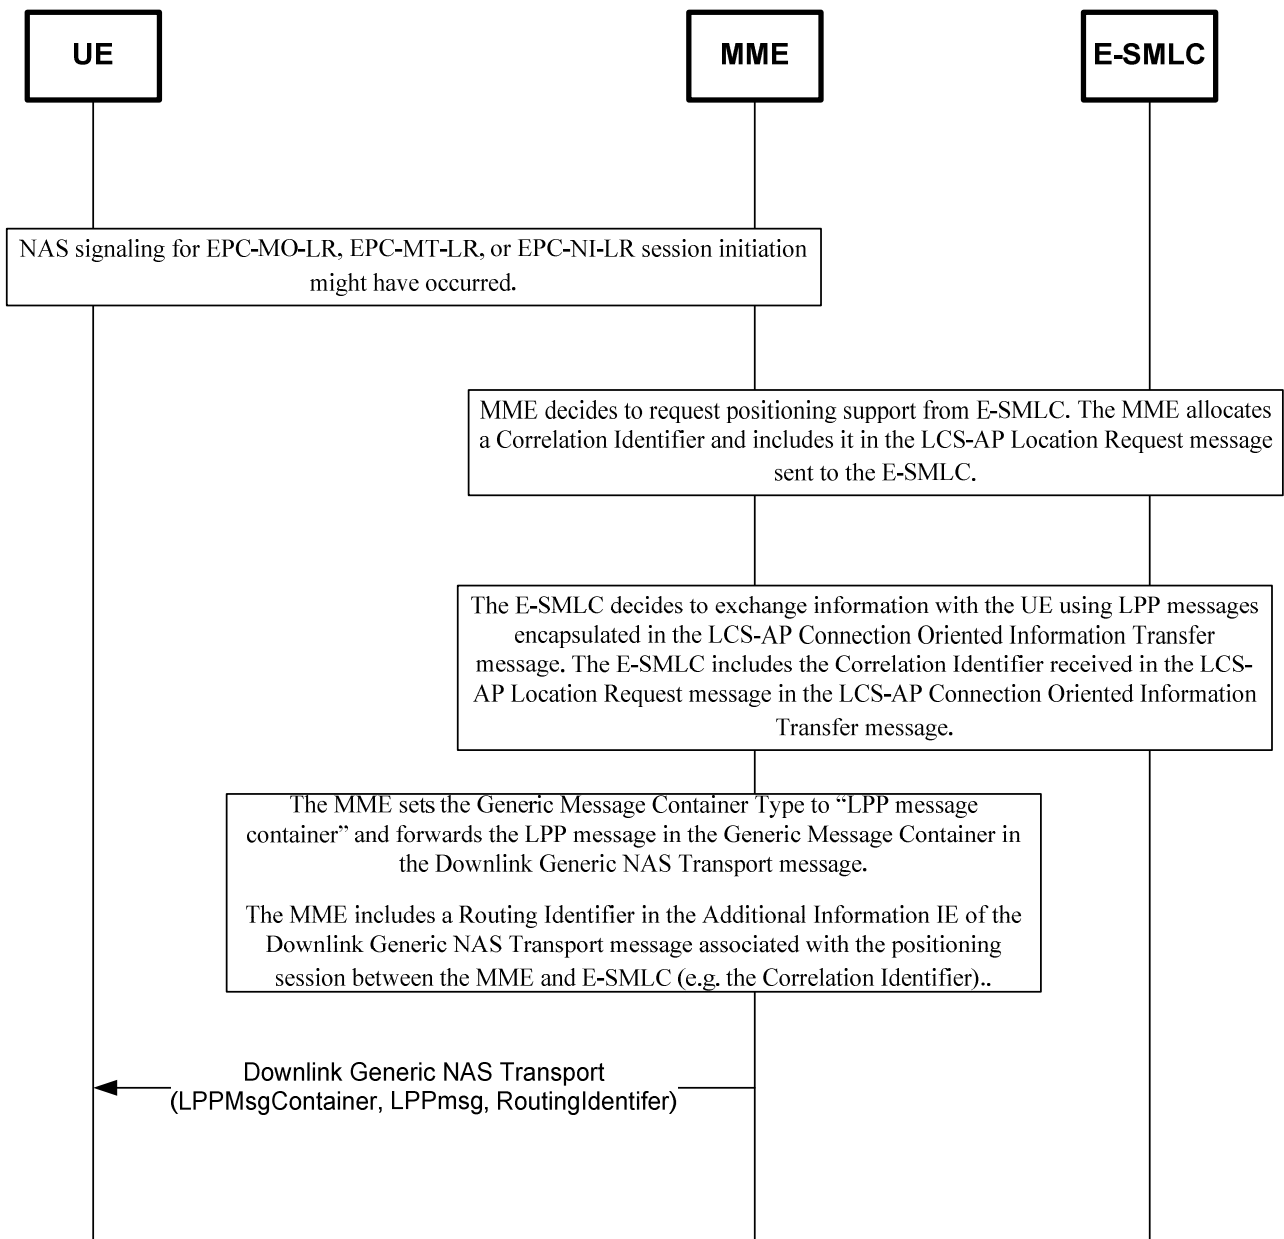 UE
MME
E-SMLC
NAS signaling for EPC-MO-LR, EPC-MT-LR, or EPC-NI-LR session initiation
might have occurred.
MME decides to request positioning support from E-SMLC. The MME allocates
a Correlation Identifier and includes it in the LCS-AP Location Request message
sent to the E-SMLC.
The E-SMLC decides to exchange information with the UE using LPP messages
encapsulated in the LCS-AP Connection Oriented Information Transfer
message. The E-SMLC includes the Correlation Identifier received in the LCS-
AP Location Request message in the LCS-AP Connection Oriented Information
Transfer message.
The MME sets the Generic Message Container Type to “LPP message
container” and forwards the LPP message in the Generic Message Container in
the Downlink Generic NAS Transport message.
The MME includes a Routing Identifier in the Additional Information IE of the
Downlink Generic NAS Transport message associated with the positioning
session between the MME and E-SMLC (e.g. the Correlation Identifier)..
Downlink Generic NAS Transport
(LPPMsgContainer, LPPmsg, RoutingIdentifer)